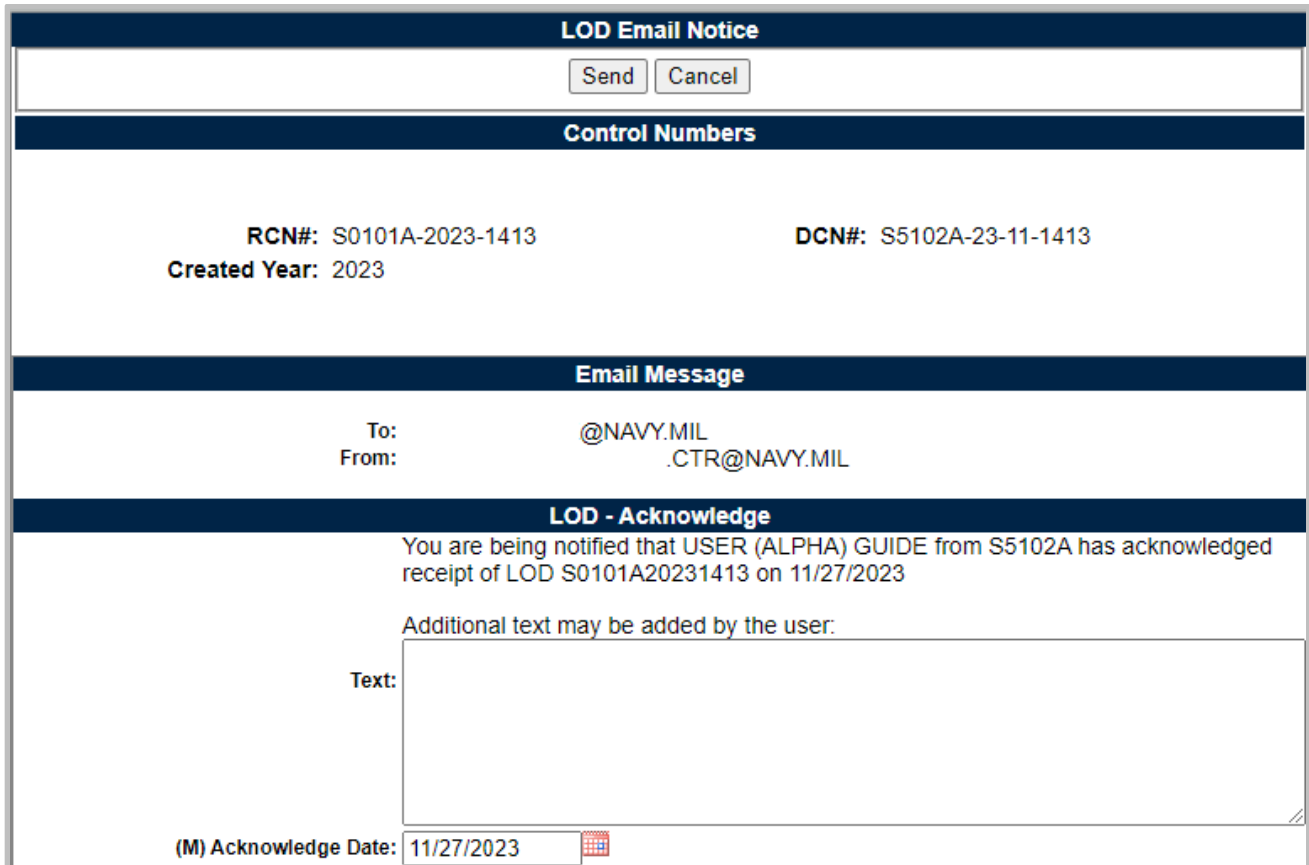 LOD Email Notice
Send Cancel
Control Numbers
RCN#: S0101A-2023-1413 DCN#: S5102A-23-11-1413
Created Year: 2023
Email Message
To: @NAVY.MIL
From: .CTR@NAVY.MIL
LOD - Acknowledge
You are being notified that USER (ALPHA) GUIDE from S5102A has acknowledged
receipt of LOD S0101A20231413 on 11/27/2023
Additional text may be added by the user:
Text:
(M) Acknowledge Date: 11/27/2023